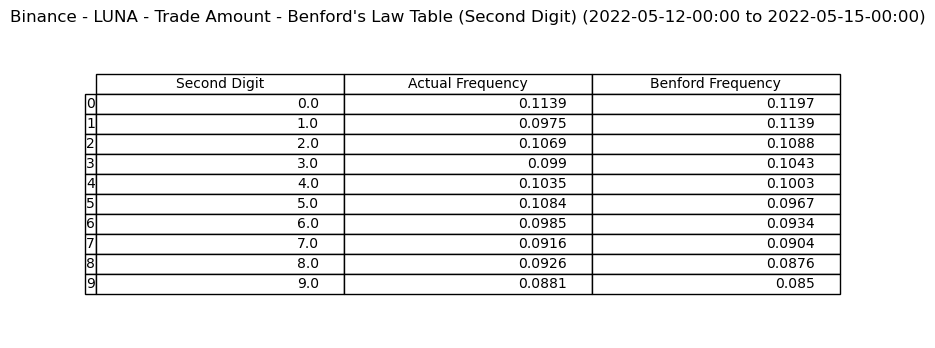 Binance - LUNA - Trade Amount - Benford's Law Table (Second Digit) (2022-05-12-00:00 to 2022-05-15-00:00)
Second Digit Actual Frequency Benford Frequency
0 0.0 0.1139 0.1197
1 1.0 0.0975 0.1139
2 2.0 0.1069 0.1088
3 3.0 0.099 0.1043
4 4.0 0.1035 0.1003
5 5.0 0.1084 0.0967
6 6.0 0.0985 0.0934
7 7.0 0.0916 0.0904
8 8.0 0.0926 0.0876
9 9.0 0.0881 0.085